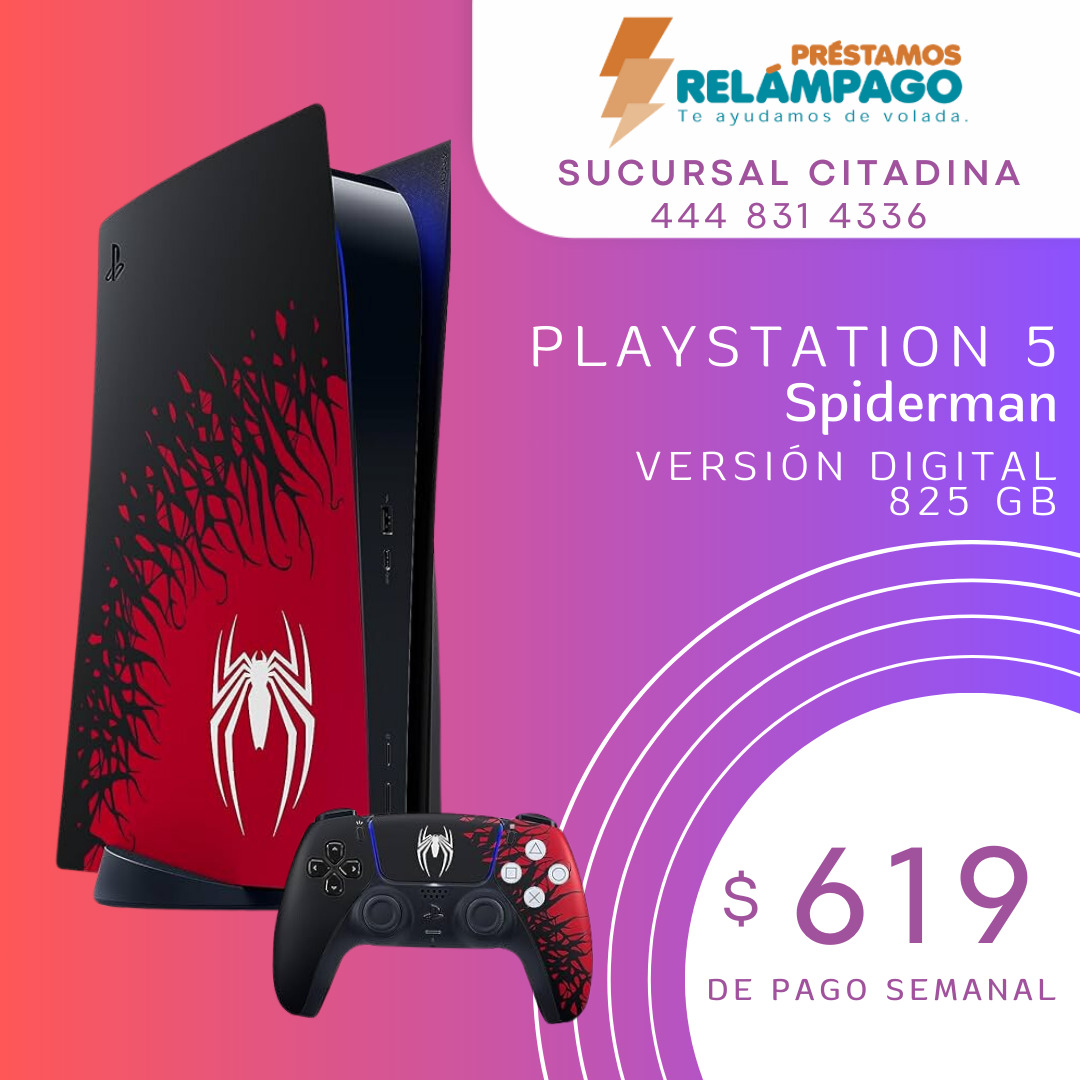 PRÉSTAMOS
RELÁMPAGO
Te ayudamos de volada.
SUCURSAL CITADINA
444 831 4336
PLAYSTATION 5
Spiderman
VERSIÓN DIGITAL
825 GB
$ 619
DE PAGO SEMANAL